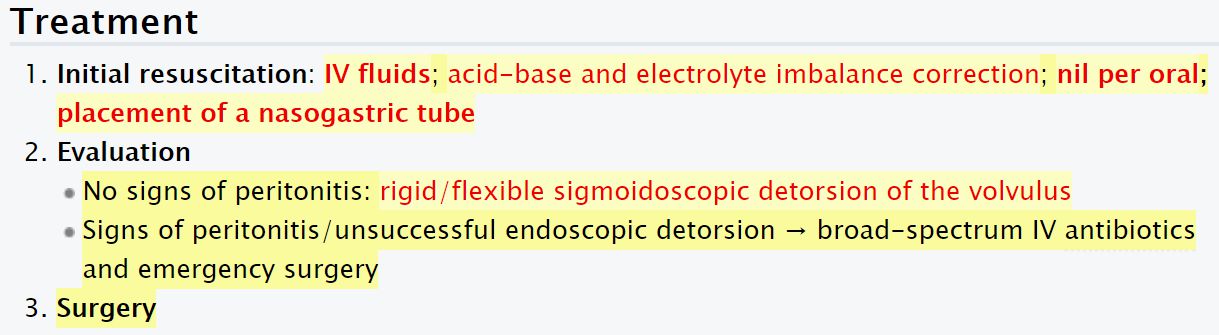 Treatment
1. Initial resuscitation: IV fluids; acid-base and electrolyte imbalance correction; nil per oral;
placement of a nasogastric tube
2. Evaluation
• No signs of peritonitis: rigid/flexible sigmoidoscopic detorsion of the volvulus
• Signs of peritonitis/unsuccessful endoscopic detorsion → broad-spectrum IV antibiotics
and emergency surgery
3. Surgery